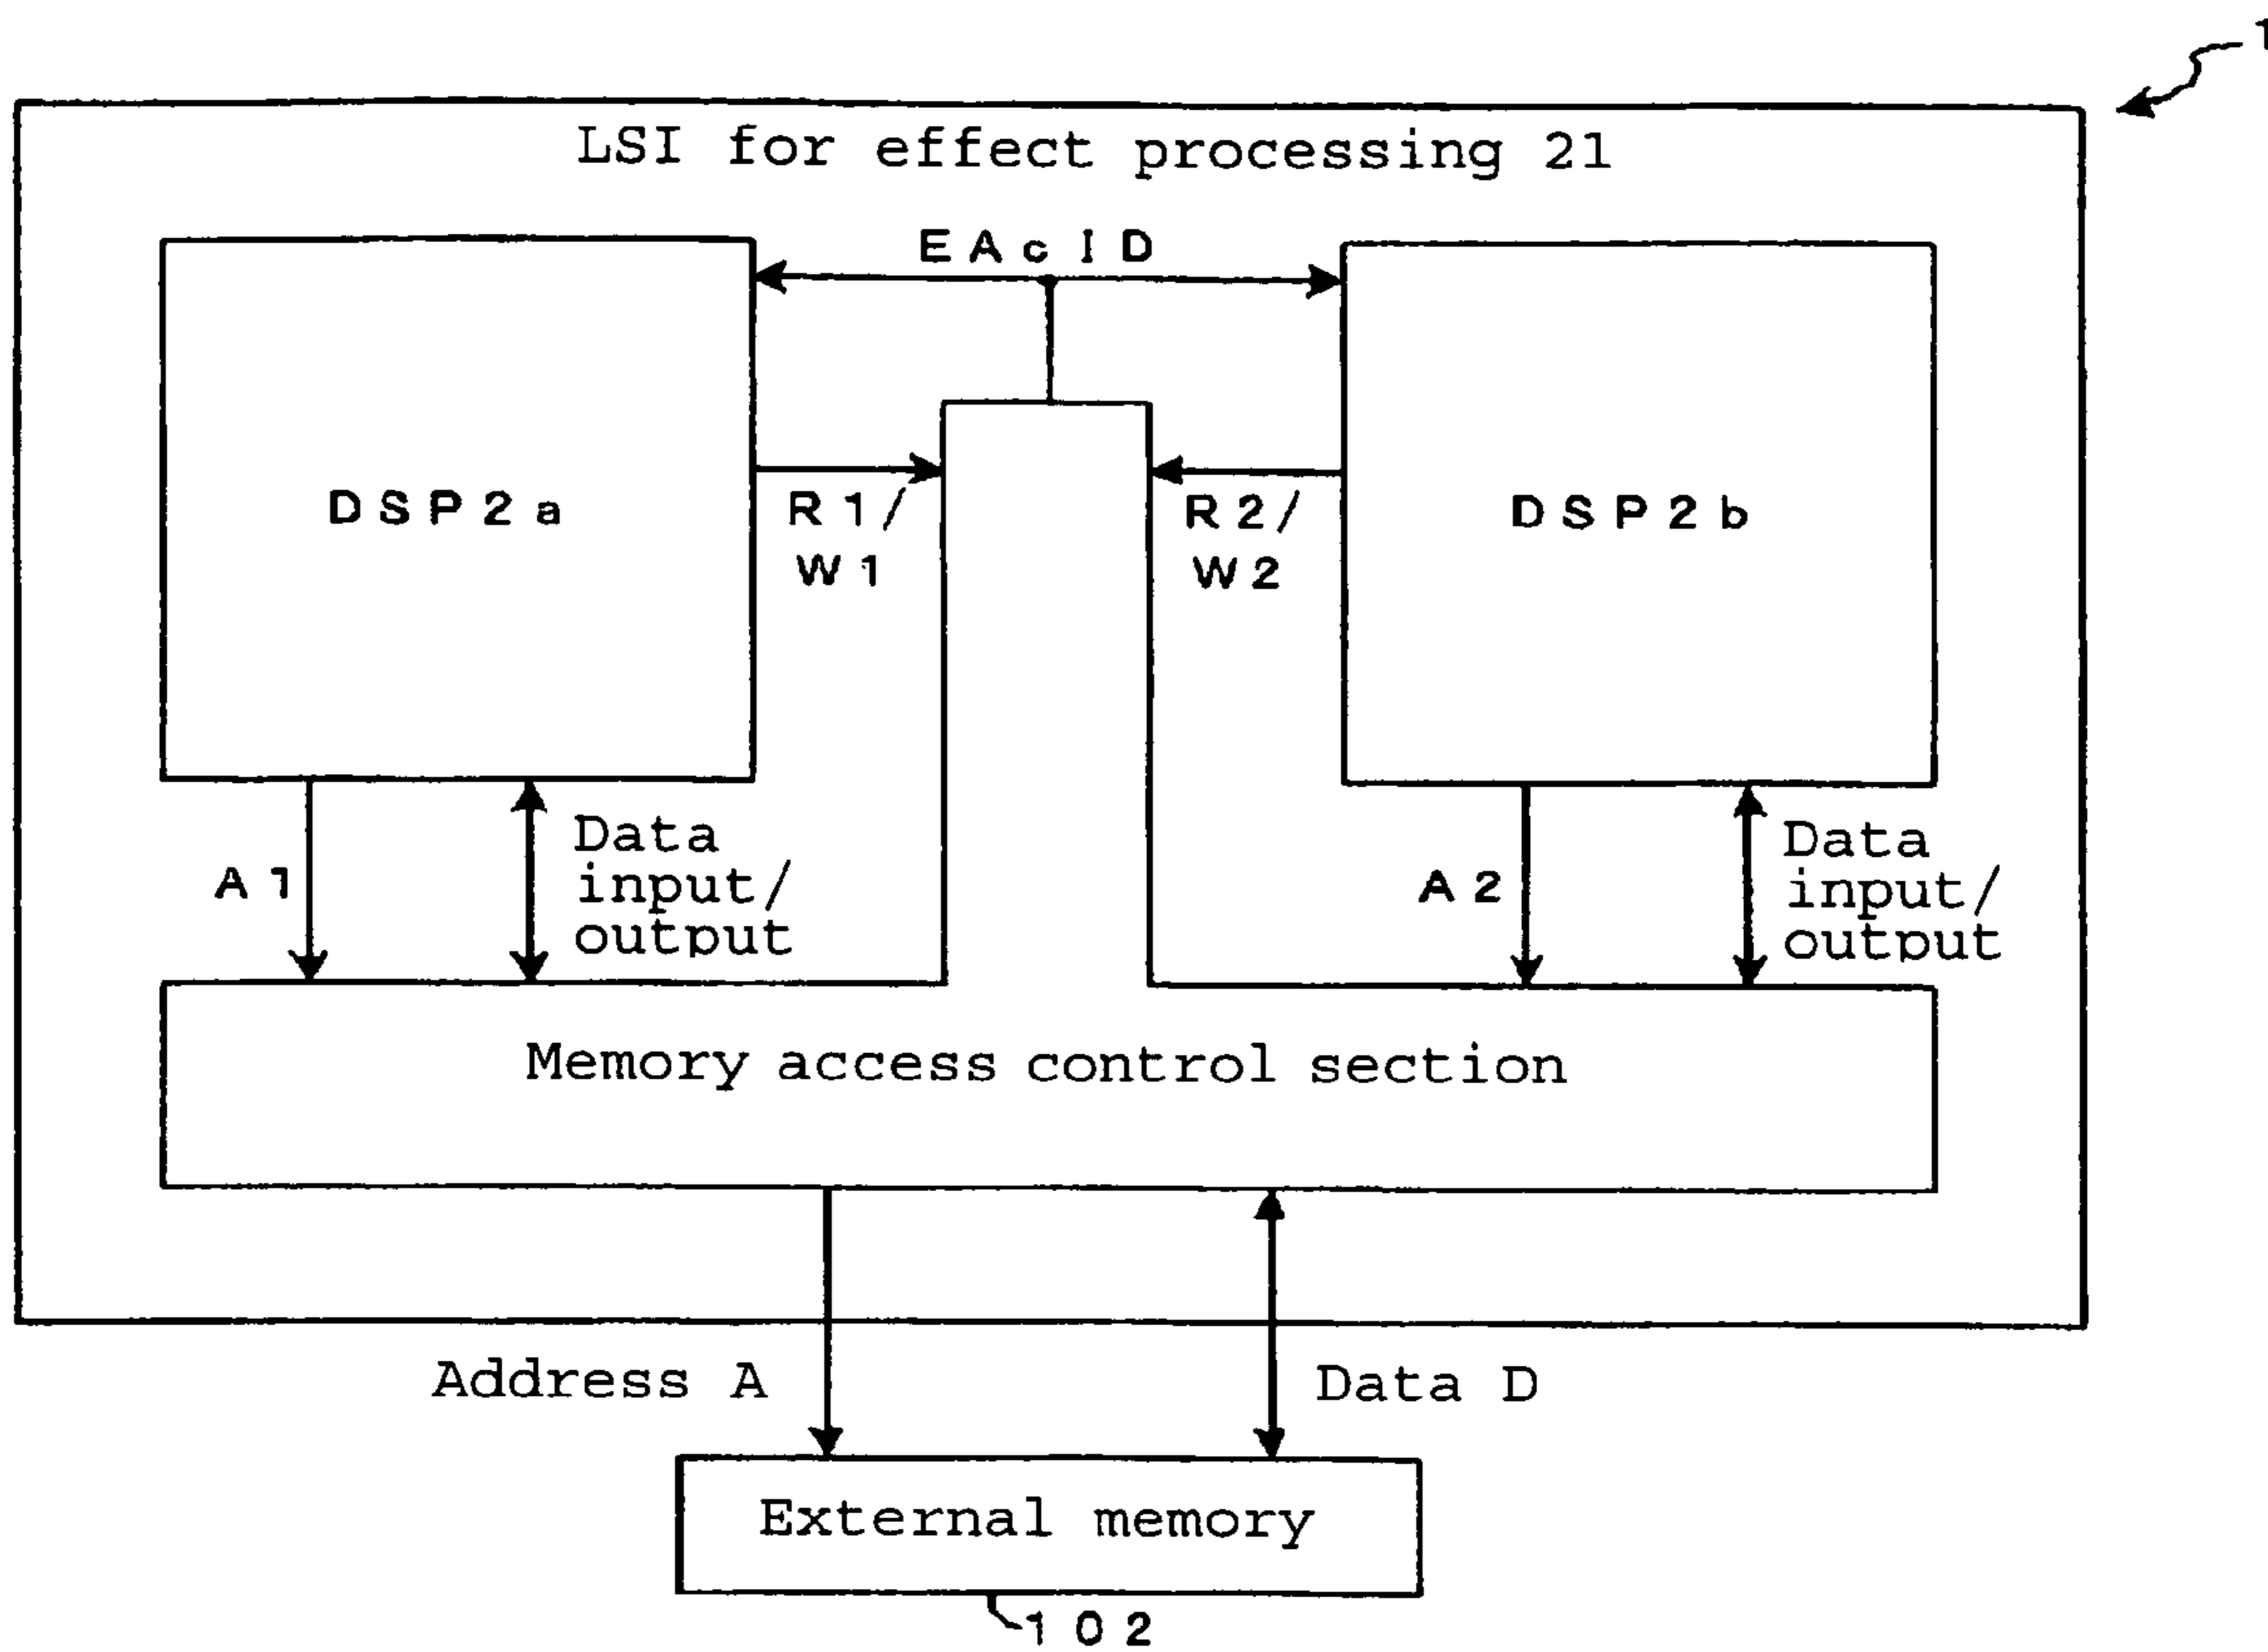 1
LSI for effect processing 21
EAcID
DSP2a
R1/
W1
R2/
W2
DSP2b
A1
Data
input/
output
A2
Data
input/
output
Memory access control section
Address A
Data D
External memory
102